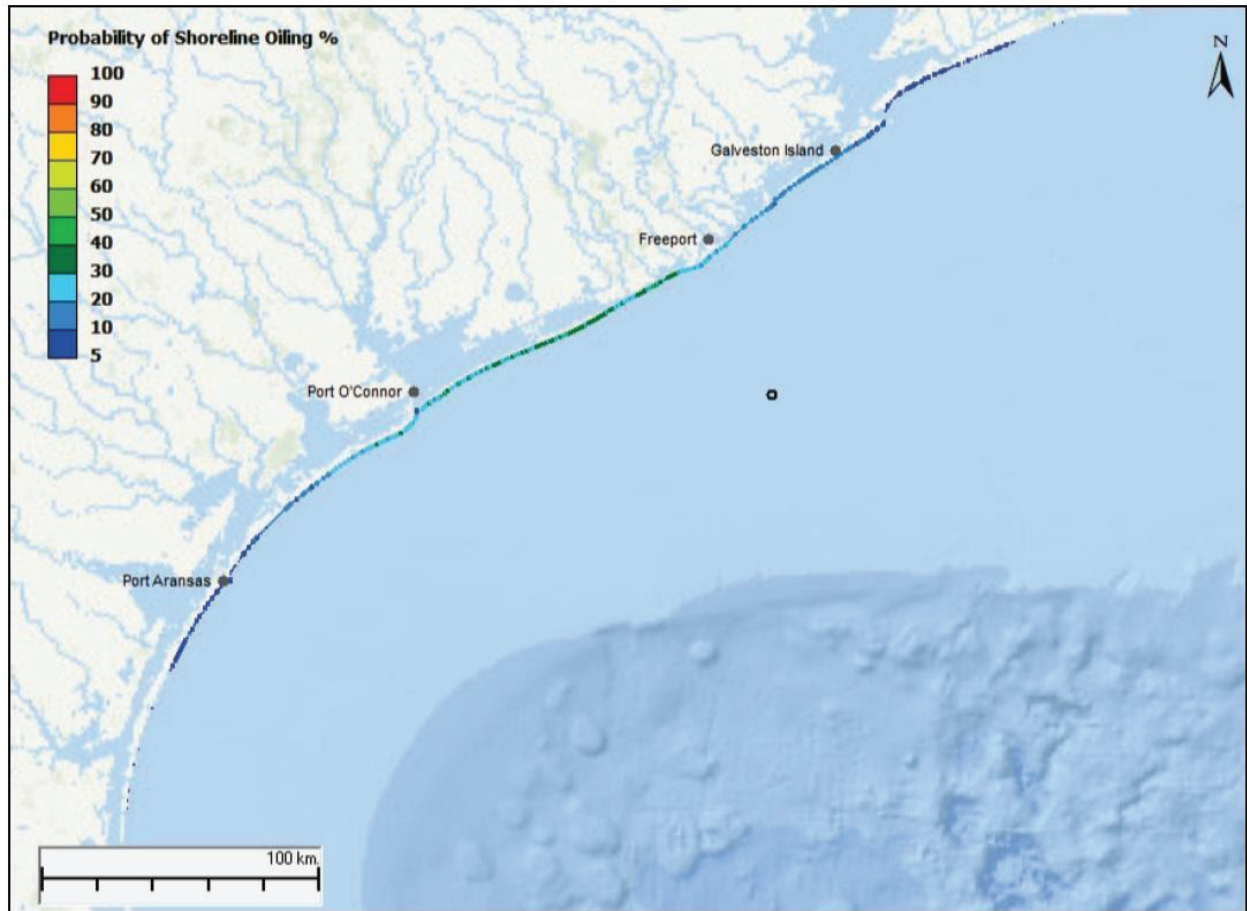 Probability of Shoreline Oiling %
100
90
80
70
60
50
40
30
20
10
5
N
Galveston Island
Freeport
Port O'Connor
Port Aransas
100 km.